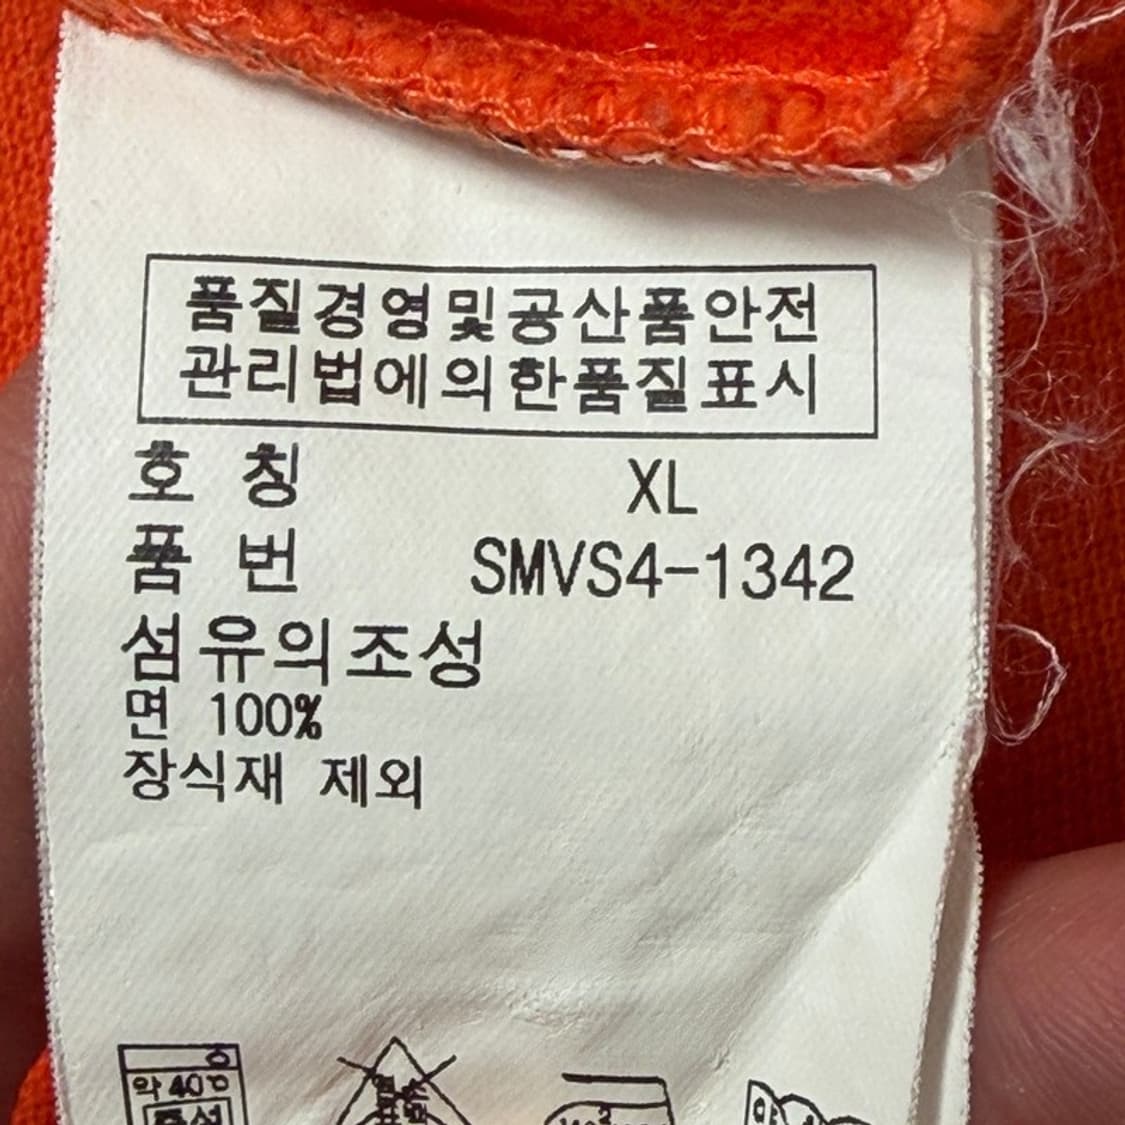 품질경영및공산품안전
관리법에의한품질표시
호 칭 XL
품 번 SMVS4-1342
섬유의조성
면 100%
장식재 제외
약 40℃